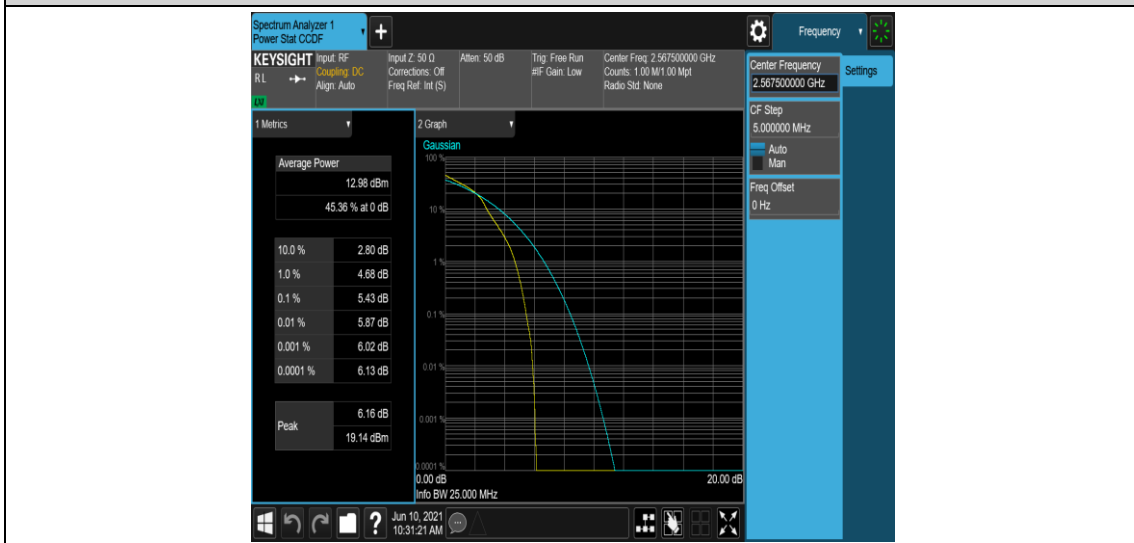 Spectrum Analyzer 1
Power Stat CCDF
+
Frequency
KEYSIGHT
RL
LXI
Input: RF
Coupling: DC
Align: Auto
Input Z: 50 Ω
Corrections: Off
Freq Ref: Int (S)
Atten: 50 dB
Trig: Free Run
#IF Gain: Low
Center Freq: 2.567500000 GHz
Counts: 1.00 M/1.00 Mpt
Radio Std: None
Center Frequency
2.567500000 GHz
Settings
CF Step
5.000000 MHz
Auto
Man
Freq Offset
0 Hz
1 Metrics
Average Power
12.98 dBm
45.36 % at 0 dB
10.0 % 2.80 dB
1.0 % 4.68 dB
0.1 % 5.43 dB
0.01 % 5.87 dB
0.001 % 6.02 dB
0.0001 % 6.13 dB
Peak
6.16 dB
19.14 dBm
2 Graph
Gaussian
100 %
10 %
1 %
0.1 %
0.01 %
0.001 %
0.0001 %
0.00 dB 20.00 dB
Info BW 25.000 MHz
?
Jun 10, 2021
10:31:21 AM